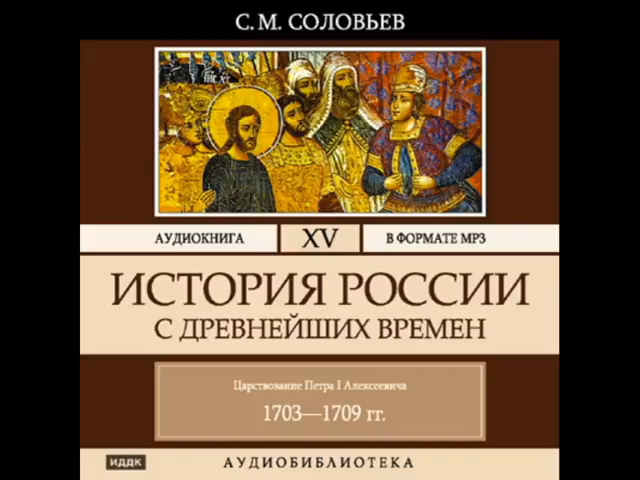 С. М. СОЛОВЬЕВ
АУДИОКНИГА
XV
В ФОРМАТЕ MP3
ИСТОРИЯ РОССИИ
С ДРЕВНЕЙШИХ ВРЕМЕН
Царствование Петра I Алексеевича
1703—1709 гг.
ИДДК
АУДИОБИБЛИОТЕКА